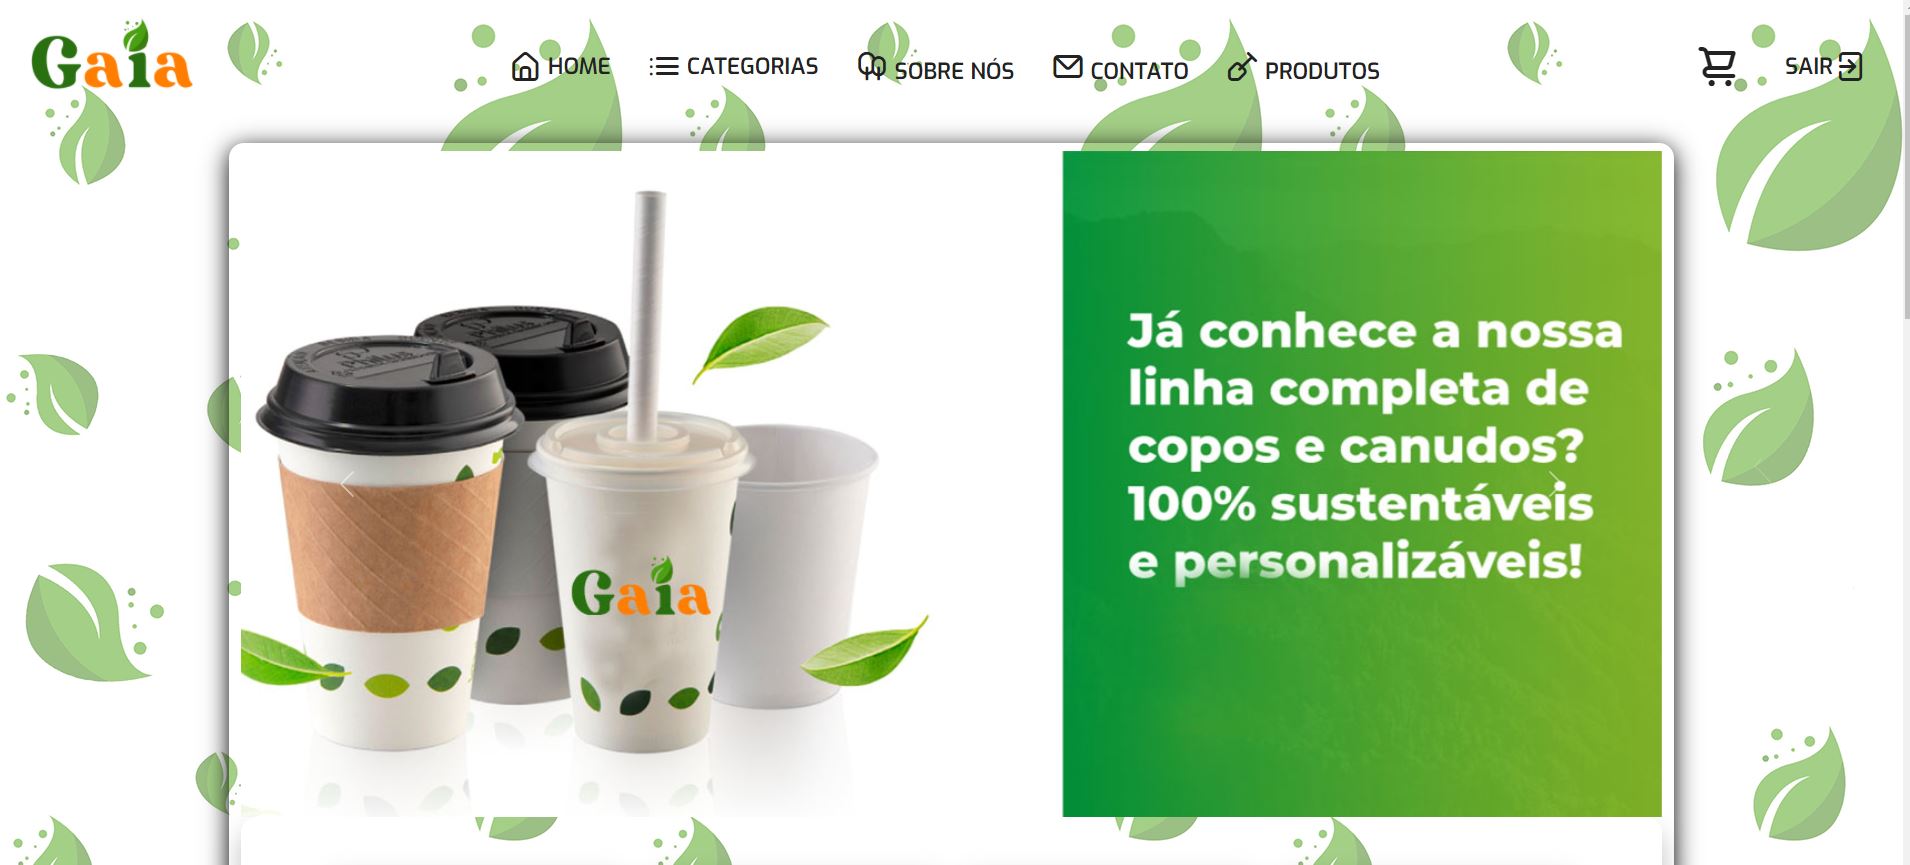 Gaia
HOME
CATEGORIAS
SOBRE NÓS
CONTATO
PRODUTOS
SAIR
Já conhece a nossa
linha completa de
copos e canudos?
100% sustentáveis
e personalizáveis!
Gaia